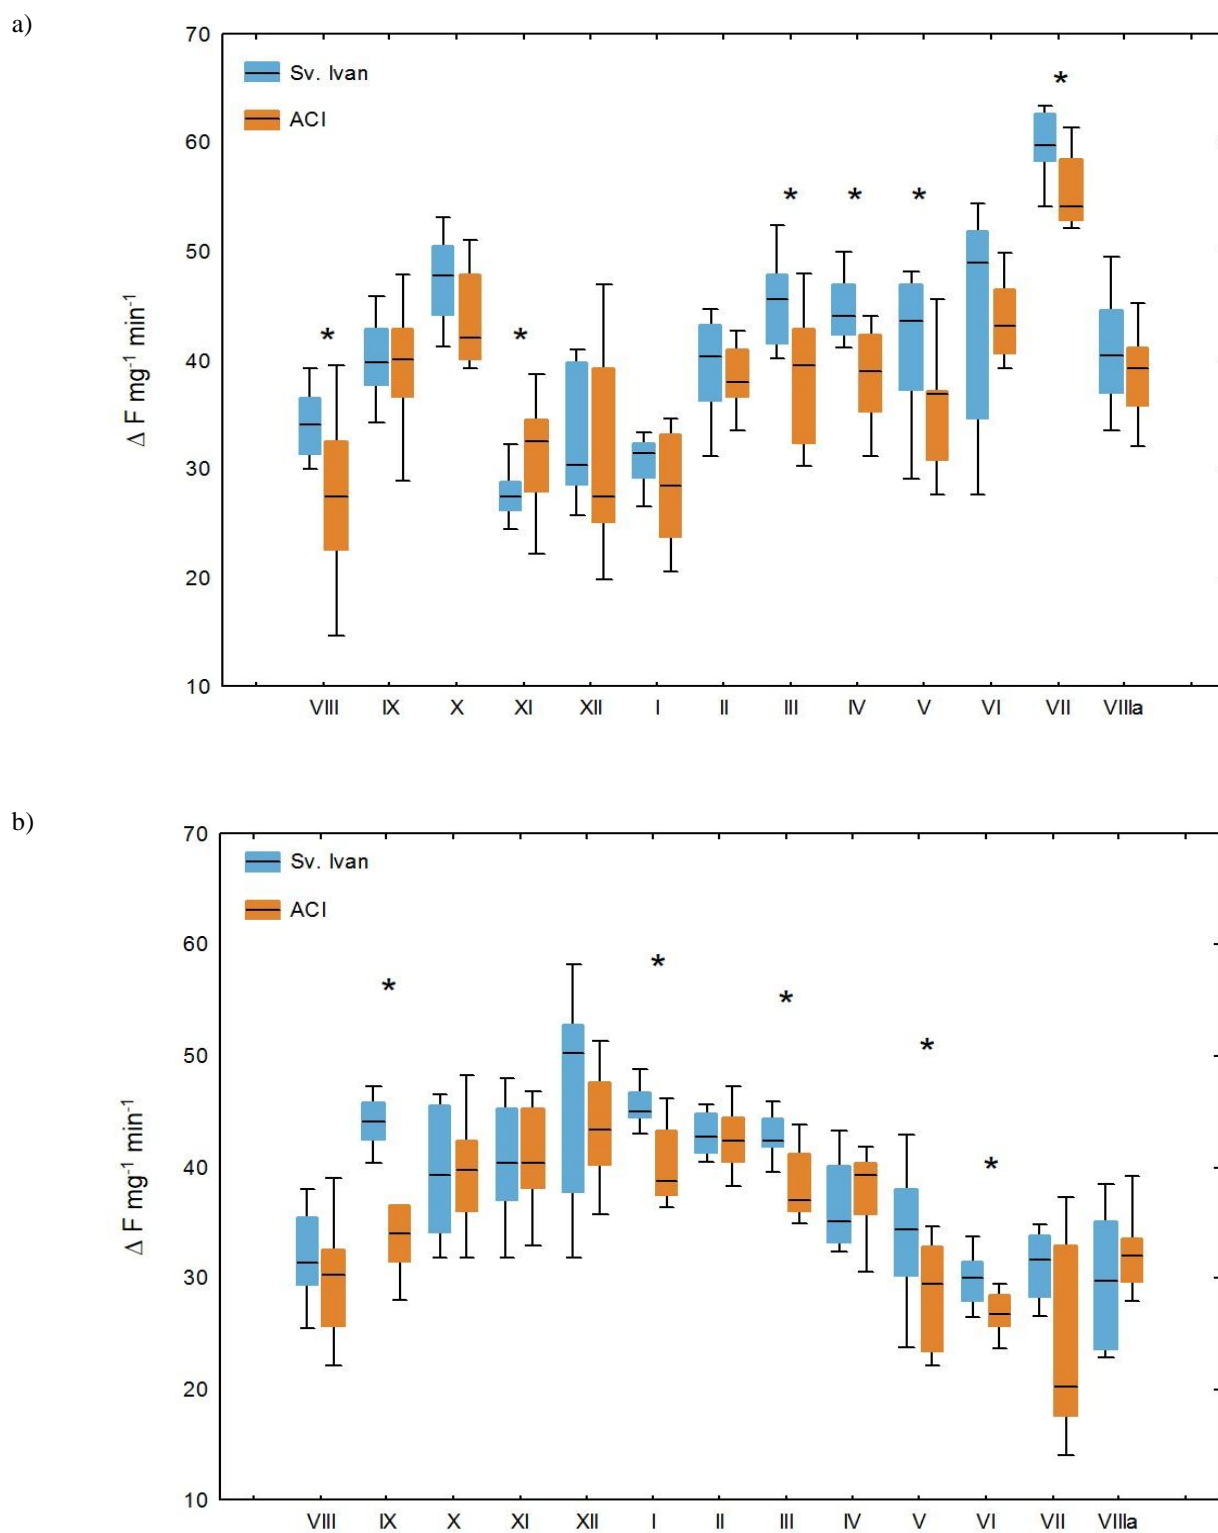 a)
70
Sv. Ivan
ACI
60
50
40
30
20
10
Δ F mg⁻¹ min⁻¹
* * * * * *
VIII IX X XI XII I II III IV V VI VII VIIIa
b)
70
Sv. Ivan
ACI
60
50
40
30
20
10
Δ F mg⁻¹ min⁻¹
* * * * *
VIII IX X XI XII I II III IV V VI VII VIIIa